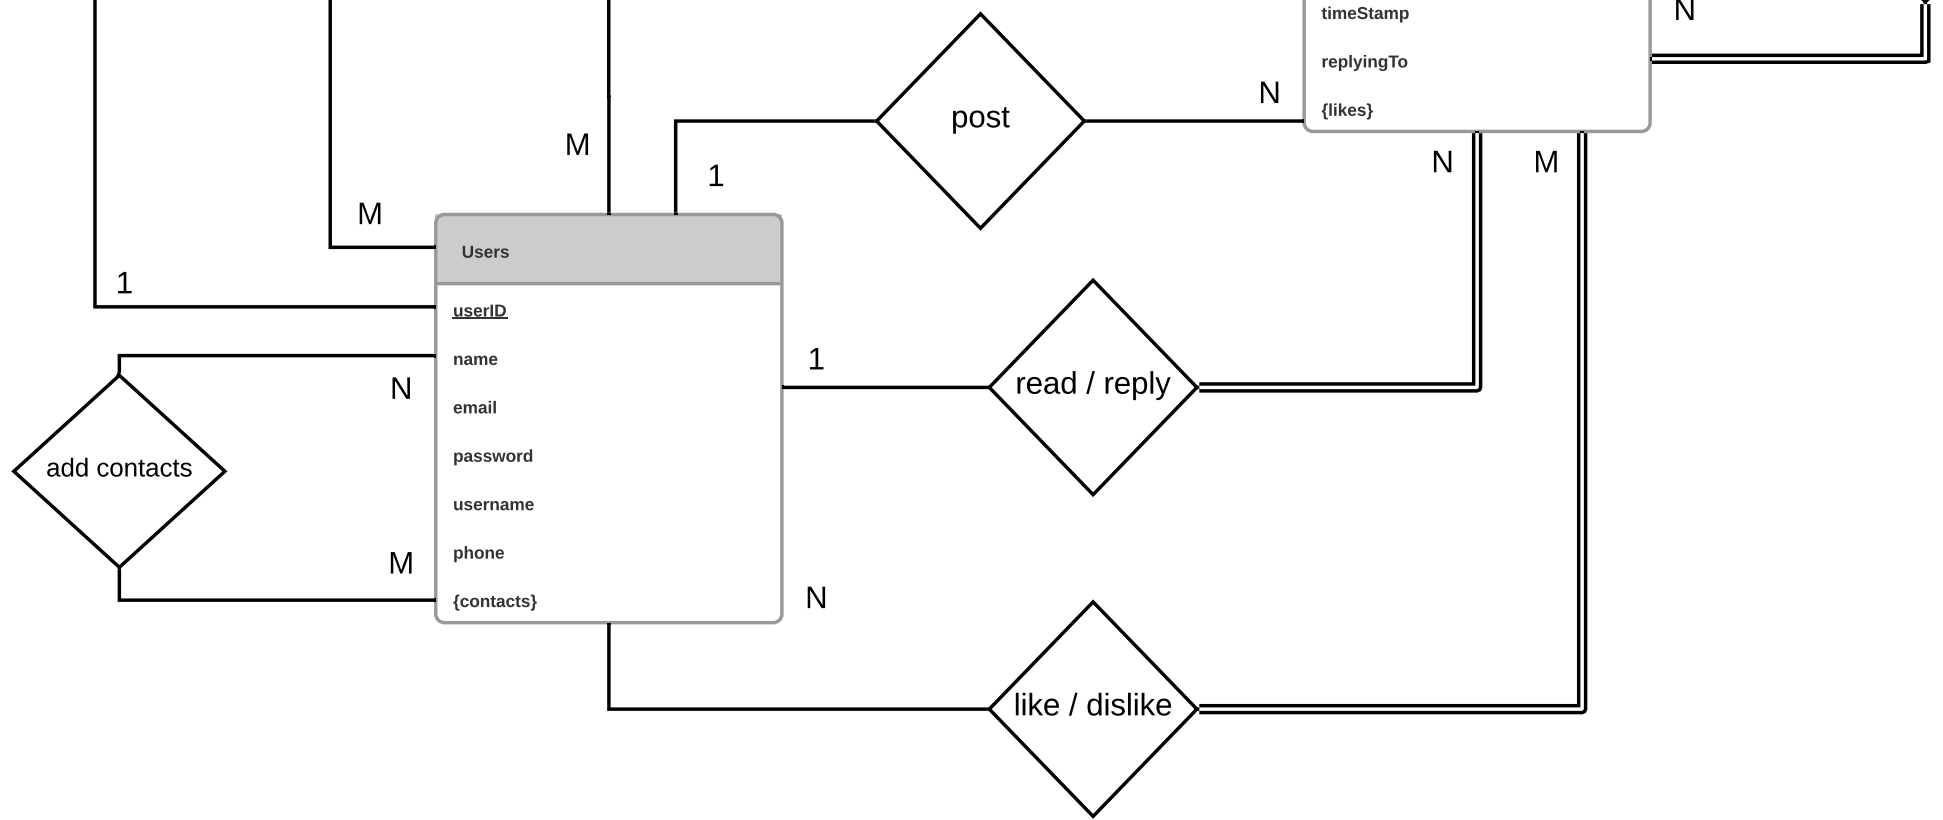 timeStamp
N
replyingTo
{likes}
N
post
M
1
N
M
M
Users
1
userID
name
N
1
read / reply
email
add contacts
password
username
phone
M
{contacts}
N
like / dislike